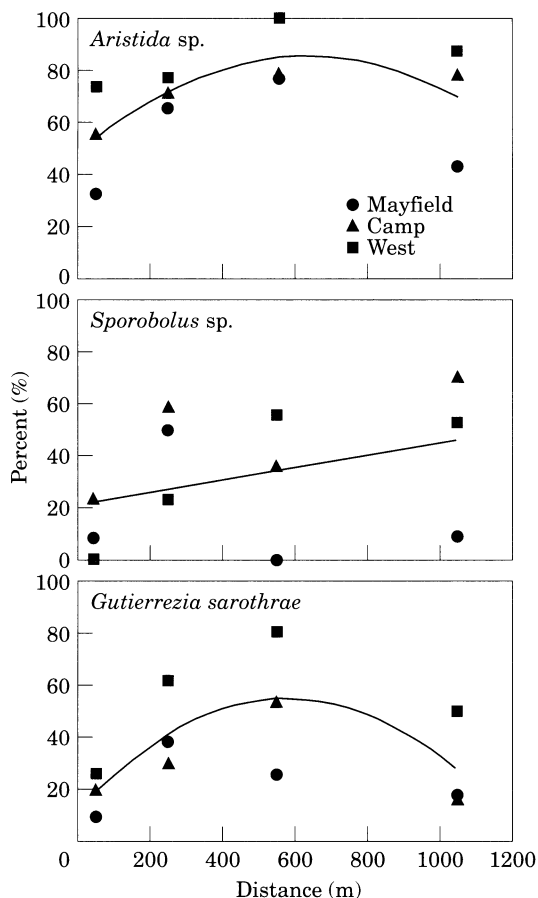 100
Aristida sp.
80
60
40
Mayfield
Camp
20
West
0
100
Sporobolus sp.
80
60
40
20
0
Percent (%)
100
Gutierrezia sarothrae
80
60
40
20
0 200 400 600 800 1000 1200
Distance (m)